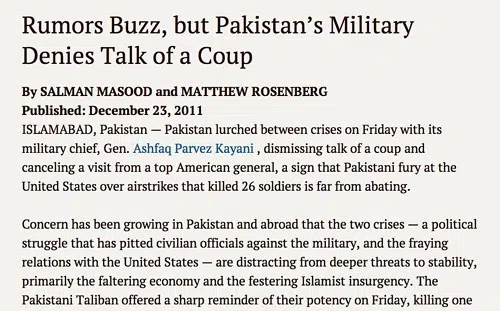 Rumors Buzz, but Pakistan’s Military
Denies Talk of a Coup
By SALMAN MASOOD and MATTHEW ROSENBERG
Published: December 23, 2011
ISLAMABAD, Pakistan — Pakistan lurched between crises on Friday with its
military chief, Gen. Ashfaq Parvez Kayani , dismissing talk of a coup and
canceling a visit from a top American general, a sign that Pakistani fury at the
United States over airstrikes that killed 26 soldiers is far from abating.
Concern has been growing in Pakistan and abroad that the two crises — a political
struggle that has pitted civilian officials against the military, and the fraying
relations with the United States — are distracting from deeper threats to stability,
primarily the faltering economy and the festering Islamist insurgency. The
Pakistani Taliban offered a sharp reminder of their potency on Friday, killing one